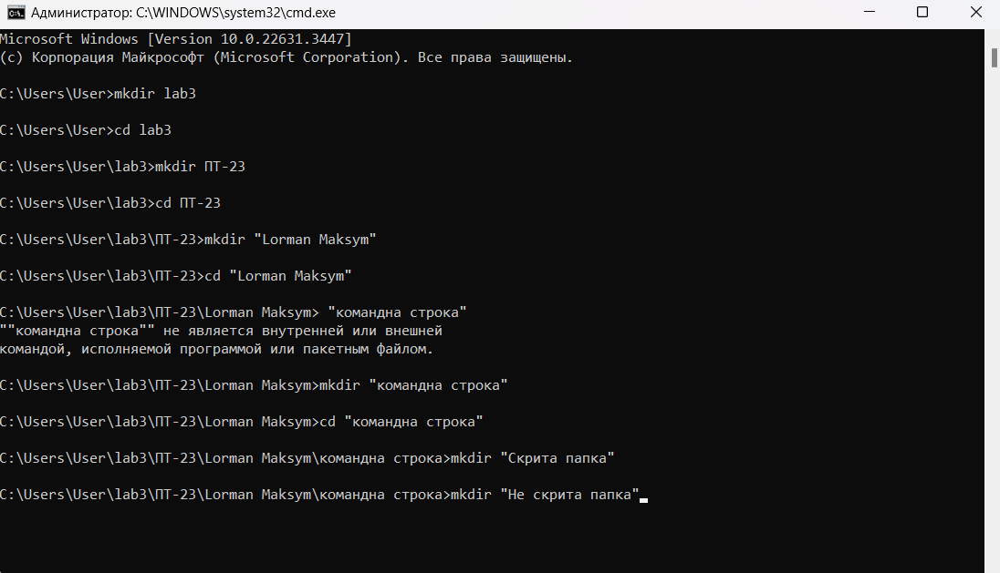 Администратор: C:\WINDOWS\system32\cmd.exe
Microsoft Windows [Version 10.0.22631.3447]
(c) Корпорация Майкрософт (Microsoft Corporation). Все права защищены.
C:\Users\User>mkdir lab3
C:\Users\User>cd lab3
C:\Users\User\lab3>mkdir ПТ-23
C:\Users\User\lab3>cd ПТ-23
C:\Users\User\lab3\ПТ-23>mkdir "Lorman Maksym"
C:\Users\User\lab3\ПТ-23>cd "Lorman Maksym"
C:\Users\User\lab3\ПТ-23\Lorman Maksym> "командна строка"
""командна строка"" не является внутренней или внешней
командой, исполняемой программой или пакетным файлом.
C:\Users\User\lab3\ПТ-23\Lorman Maksym>mkdir "командна строка"
C:\Users\User\lab3\ПТ-23\Lorman Maksym>cd "командна строка"
C:\Users\User\lab3\ПТ-23\Lorman Maksym\командна строка>mkdir "Скрита папка"
C:\Users\User\lab3\ПТ-23\Lorman Maksym\командна строка>mkdir "Не скрита папка"